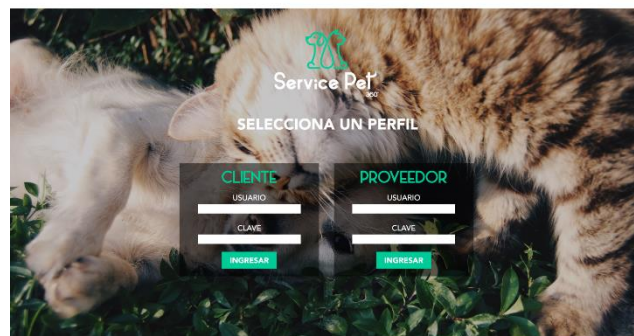 Service Pet
360
SELECCIONA UN PERFIL
CLIENTE
USUARIO
CLAVE
INGRESAR
PROVEEDOR
USUARIO
CLAVE
INGRESAR